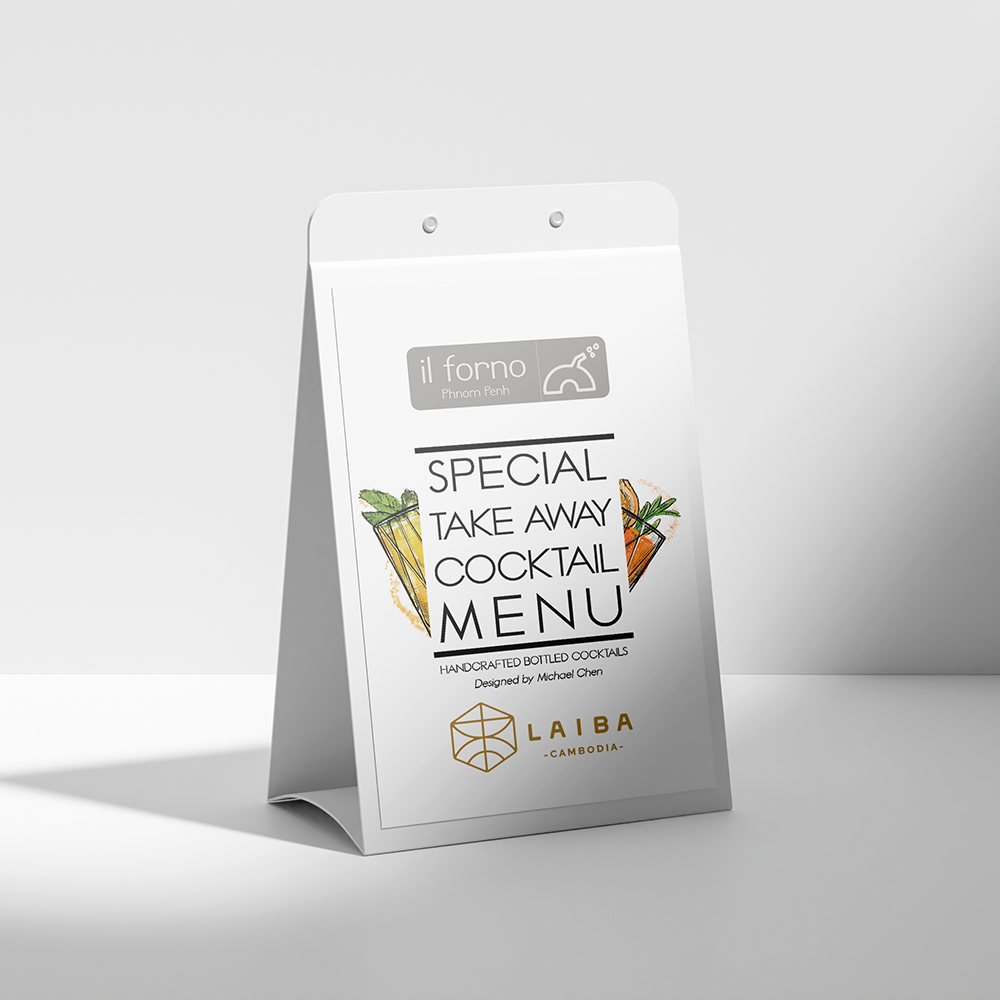 il forno
Phnom Penh
SPECIAL
TAKE AWAY
COCKTAIL
MENU
HANDCRAFTED BOTTLED COCKTAILS
Designed by Michael Chen
LAIBA
-CAMBODIA-